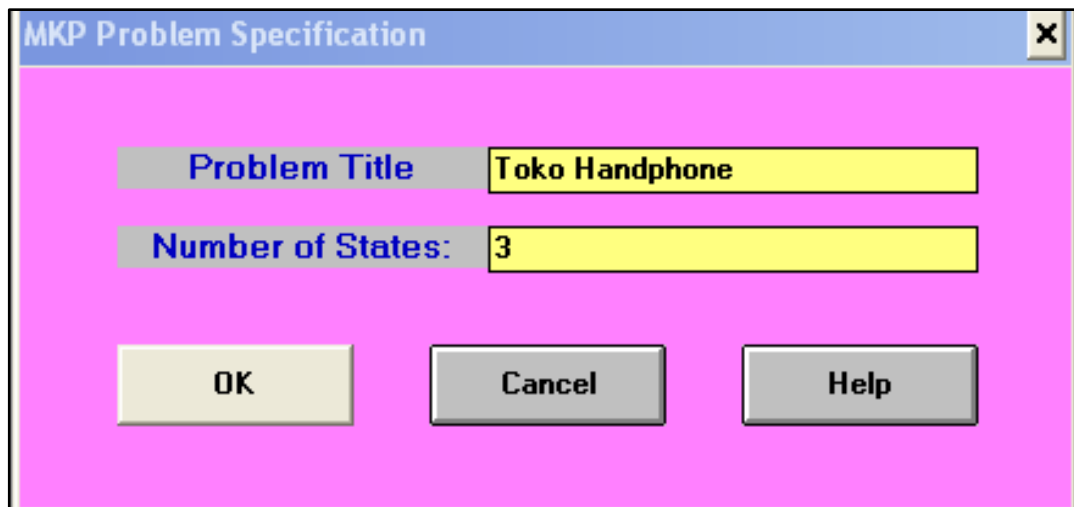 MKP Problem Specification
Problem Title Toko Handphone
Number of States: 3
OK Cancel Help